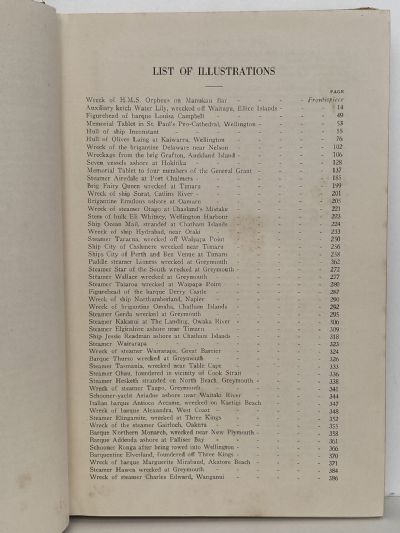 LIST OF ILLUSTRATIONS
PAGE
Wreck of H.M.S. Orpheus on Manukau Bar - - - - Frontispiece
Auxiliary ketch Water Lily, wrecked off Waitapu, Ellice Islands - 14
Figurehead of barque Louisa Campbell - - - - 49
Memorial Tablet in St. Paul's Pro-Cathedral, Wellington - - 53
Hull of ship Inconstant - - - - 55
Hulk of Oliver Laing at Kaiwarra, Wellington - - - 76
Wreck of the brigantine Delaware near Nelson - - - 102
Wreckage from brig Grafton, Auckland Island - - - 106
Seven vessels ashore at Hokitika - - - 128
Memorial Tablet to four members of the General Grant - - 137
Steamer Airedale at Port Chalmers - - - 185
Brig Fairy Queen wrecked at Timaru - - - 199
Wreck of ship Surat, Catlins River - - - 201
Brigantine Emulous ashore at Oamaru - - - 205
Wreck of steamer Otago at Chasland's Mistake - - - 221
Stem of hulk Eli Whitney, Wellington Harbour - - - 223
Ship Ocean Mail, stranded at Chatham Islands - - - 224
Wreck of ship Hydrabad, near Otaki - - - 233
Steamer Taranna, wrecked off Waipapa Point - - - 250
Ship City of Cashmere wrecked near Timaru - - - 256
Ships City of Perth and Ben Venue at Timaru - - - 258
Paddle steamer Lioness wrecked at Greymouth - - - 262
Steamer Star of the South wrecked at Greymouth - - - 272
Steamer Wallace wrecked at Greymouth - - - 277
Steamer Taiaroa wrecked at Waipapa Point - - - 280
Figurehead of the barque Derry Castle - - - 287
Wreck of ship Northumberland, Napier - - - 290
Wreck of brigantine Omaha, Chatham Islands - - - 292
Steamer Gerda wrecked at Greymouth - - - 295
Steamer Kakanui at The Landing, Owaka River - - - 306
Steamer Elginshire ashore near Timaru - - - 309
Ship Jessie Readman ashore at Chatham Islands - - - 318
Steamer Wairarapa - - - 323
Wreck of steamer Wairarapa, Great Barrier - - - 324
Barque Thurso wrecked at Greymouth - - - 326
Steamer Tasmania, wrecked near Table Cape - - - 333
Steamer Ohau, foundered in vicinity of Cook Strait - - - 336
Steamer Hesketh stranded on North Beach, Greymouth - - - 338
Wreck of steamer Taupo, Greymouth - - - 341
Schooner-yacht Ariadne ashore near Waitaki River - - - 344
Italian barque Antioco Accame, wrecked on Kartigi Beach - - 347
Wreck of barque Alexandra, West Coast - - - 348
Steamer Elingamite, wrecked at Three Kings - - - 352
Wreck of the steamer Gairloch, Oakura - - - 355
Barque Northern Monarch, wrecked near New Plymouth - - 358
Barque Addenda ashore at Palliser Bay - - - 361
Schooner Ronga after being towed into Wellington - - - 366
Barquentine Elverland, foundered off Three Kings - - - 370
Wreck of barque Marguerite Mirabaud, Akatore Beach - - 371
Steamer Hawea wrecked at Greymouth - - - 384
Wreck of steamer Charles Edward, Wanganui - - - 386